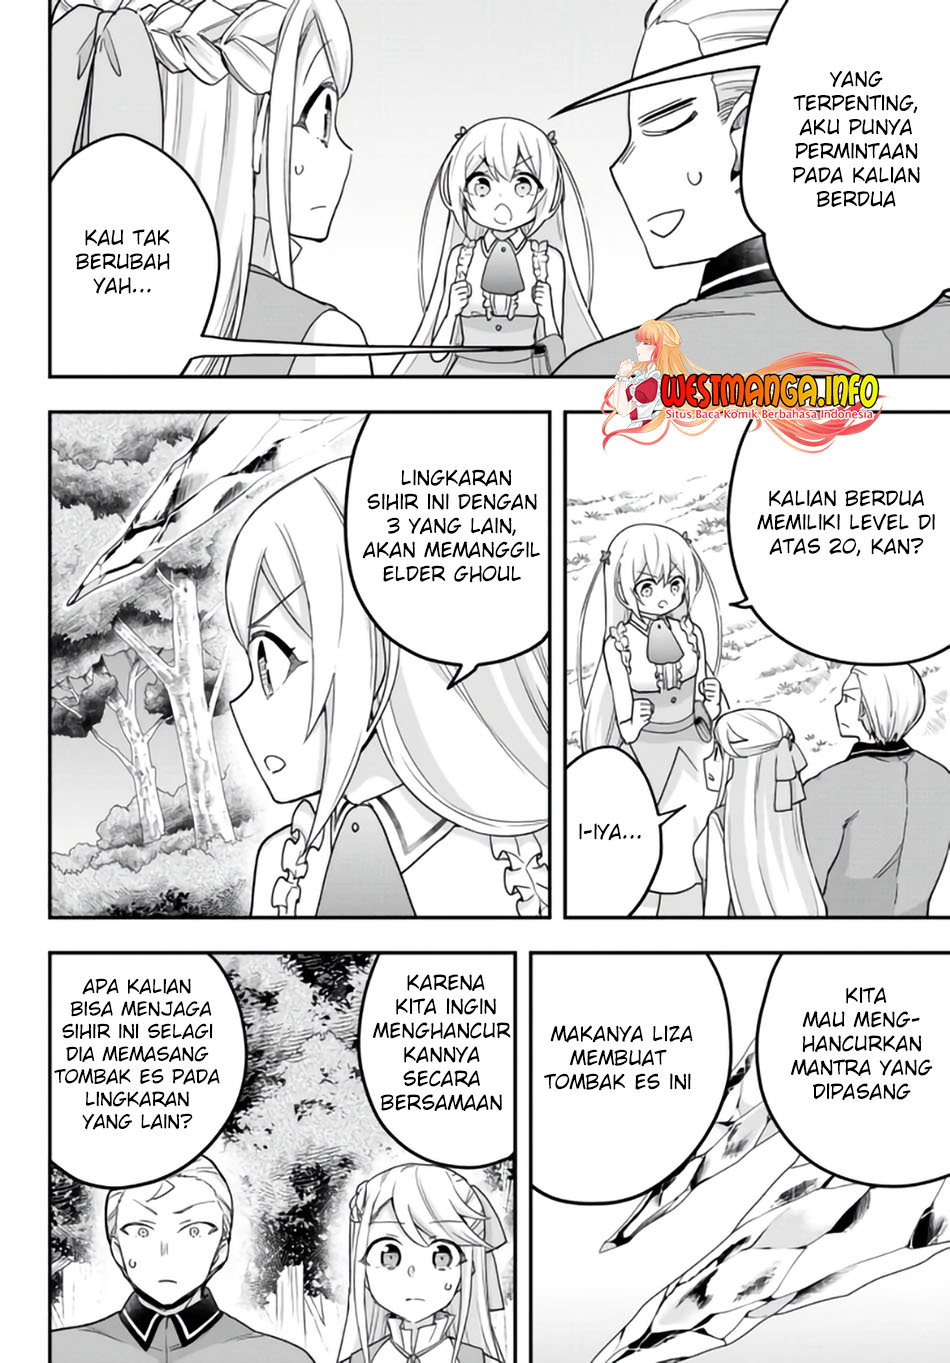 YANG
TERPENTING,
AKU PUNYA
PERMINTAAN
PADA KALIAN
BERDUA
KAU TAK
BERUBAH
YAH...
WESTMANGA.INFO
Situs Baca Komik Berbahasa Indonesia
KALIAN BERDUA
MEMILIKI LEVEL DI
ATAS 20, KAN?
I-IYA...
LINGKARAN
SIHIR INI DENGAN
3 YANG LAIN,
AKAN MEMANGGIL
ELDER GHOUL
KITA
MAU MENG-
HANCURKAN
MANTRA YANG
DIPASANG
MAKANYA LIZA
MEMBUAT
TOMBAK ES INI
KARENA
KITA INGIN
MENGHANCUR
KANNYA
SECARA
BERSAMAAN
APA KALIAN
BISA MENJAGA
SIHIR INI SELAGI
DIA MEMASANG
TOMBAK ES PADA
LINGKARAN
YANG LAIN?